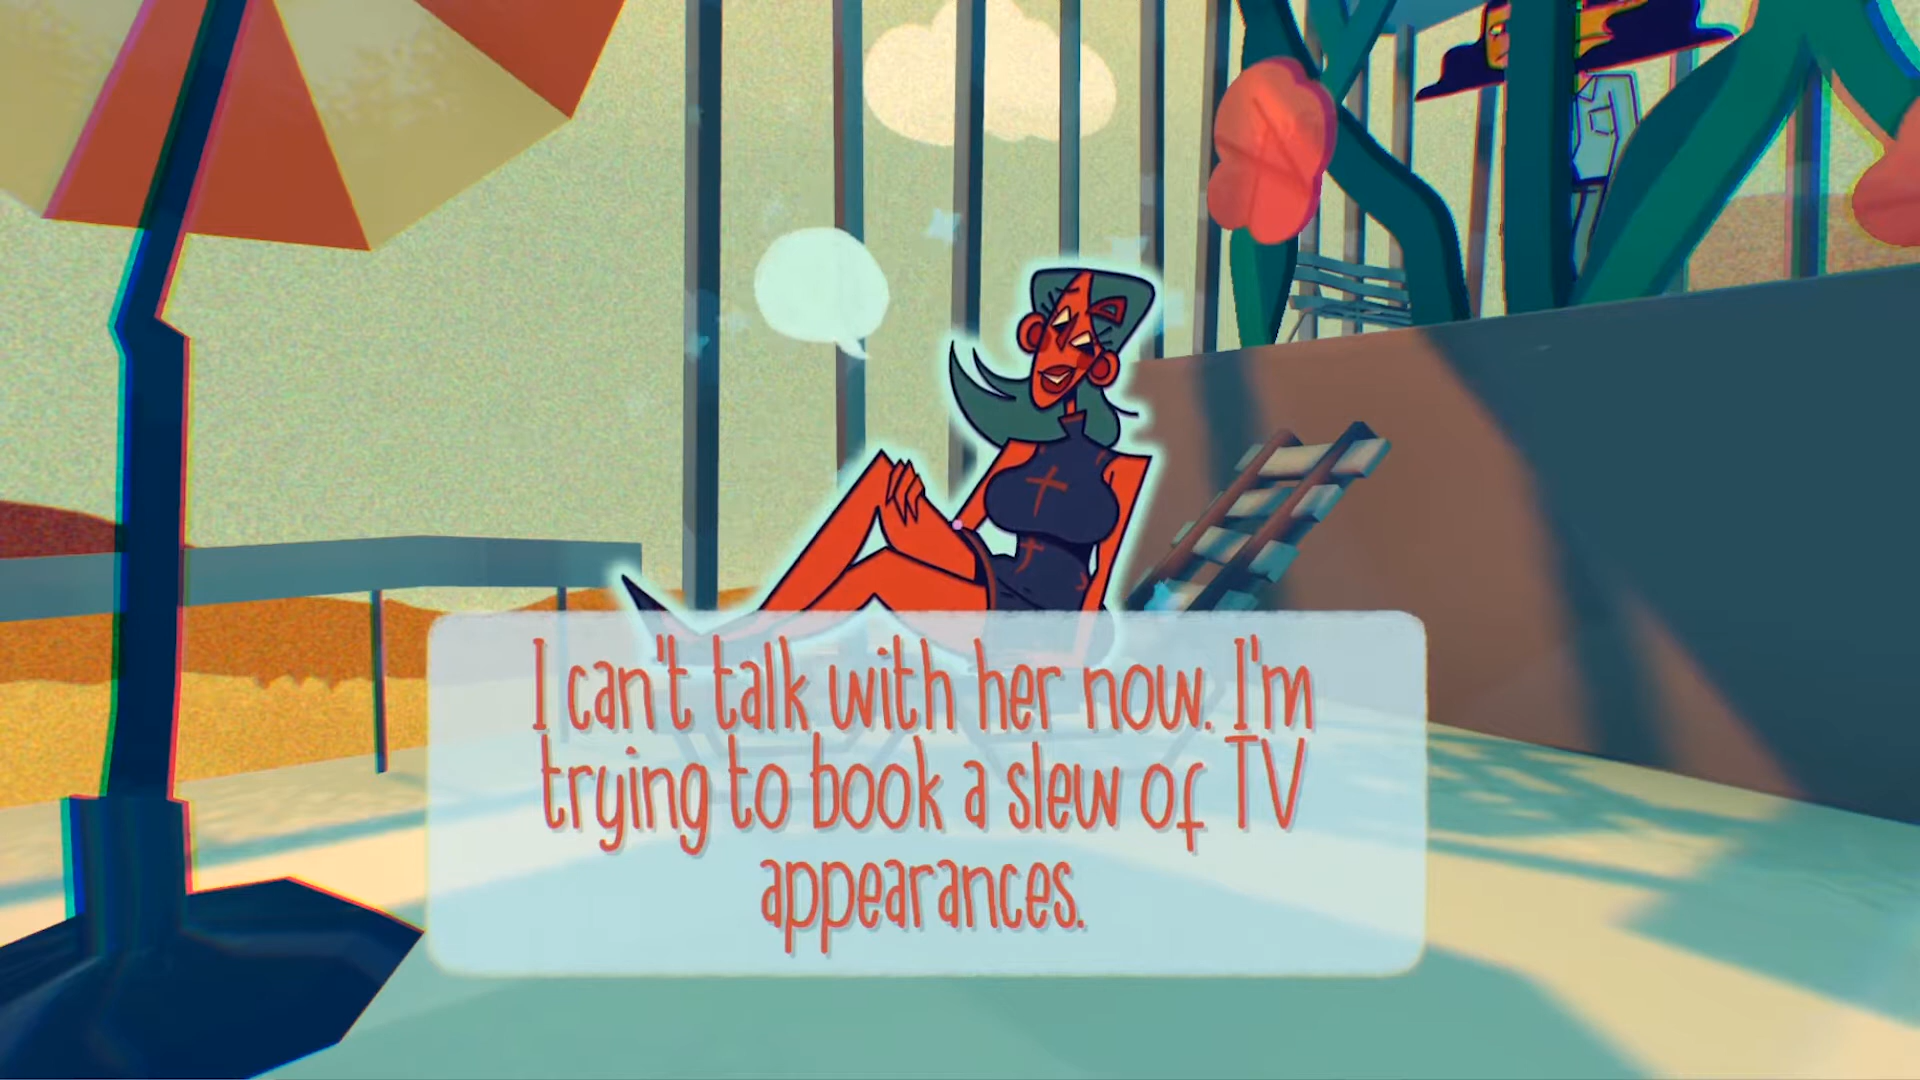 I can't talk with her now. I'm
trying to book a slew of TV
appearances.